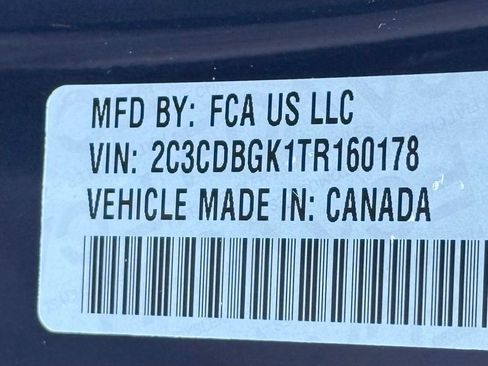 MFD BY: FCA US LLC
VIN: 2C3CDBGK1TR160178
VEHICLE MADE IN: CANADA